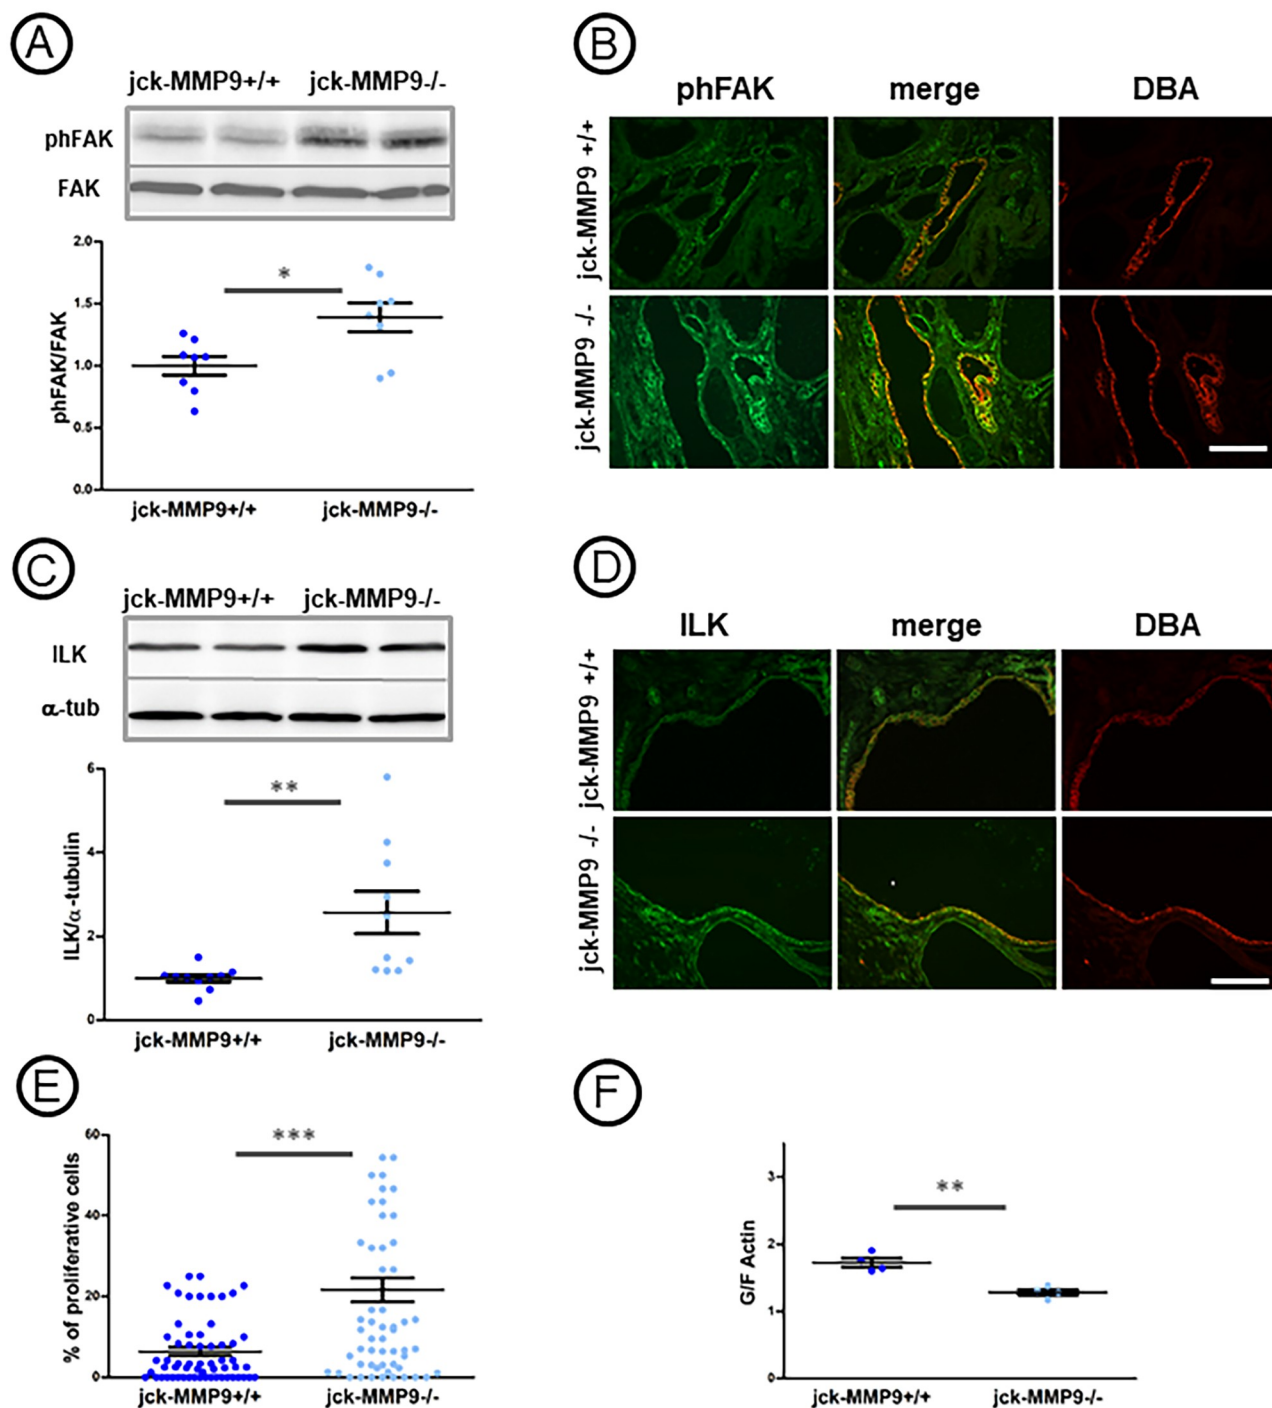 A
jck-MMP9+/+ jck-MMP9-/-
phFAK
FAK
2.0
*
1.5
1.0
0.5
0.0
phFAK/FAK
jck-MMP9+/+ jck-MMP9-/-
B
phFAK merge DBA
jck-MMP9 +/+
jck-MMP9 -/-
C
jck-MMP9+/+ jck-MMP9-/-
ILK
α-tub
6
**
4
2
0
ILK/α-tubulin
jck-MMP9+/+ jck-MMP9-/-
D
ILK merge DBA
jck-MMP9 +/+
jck-MMP9 -/-
E
60
***
40
20
0
% of proliferative cells
jck-MMP9+/+ jck-MMP9-/-
F
3
**
2
1
0
G/F Actin
jck-MMP9+/+ jck-MMP9-/-